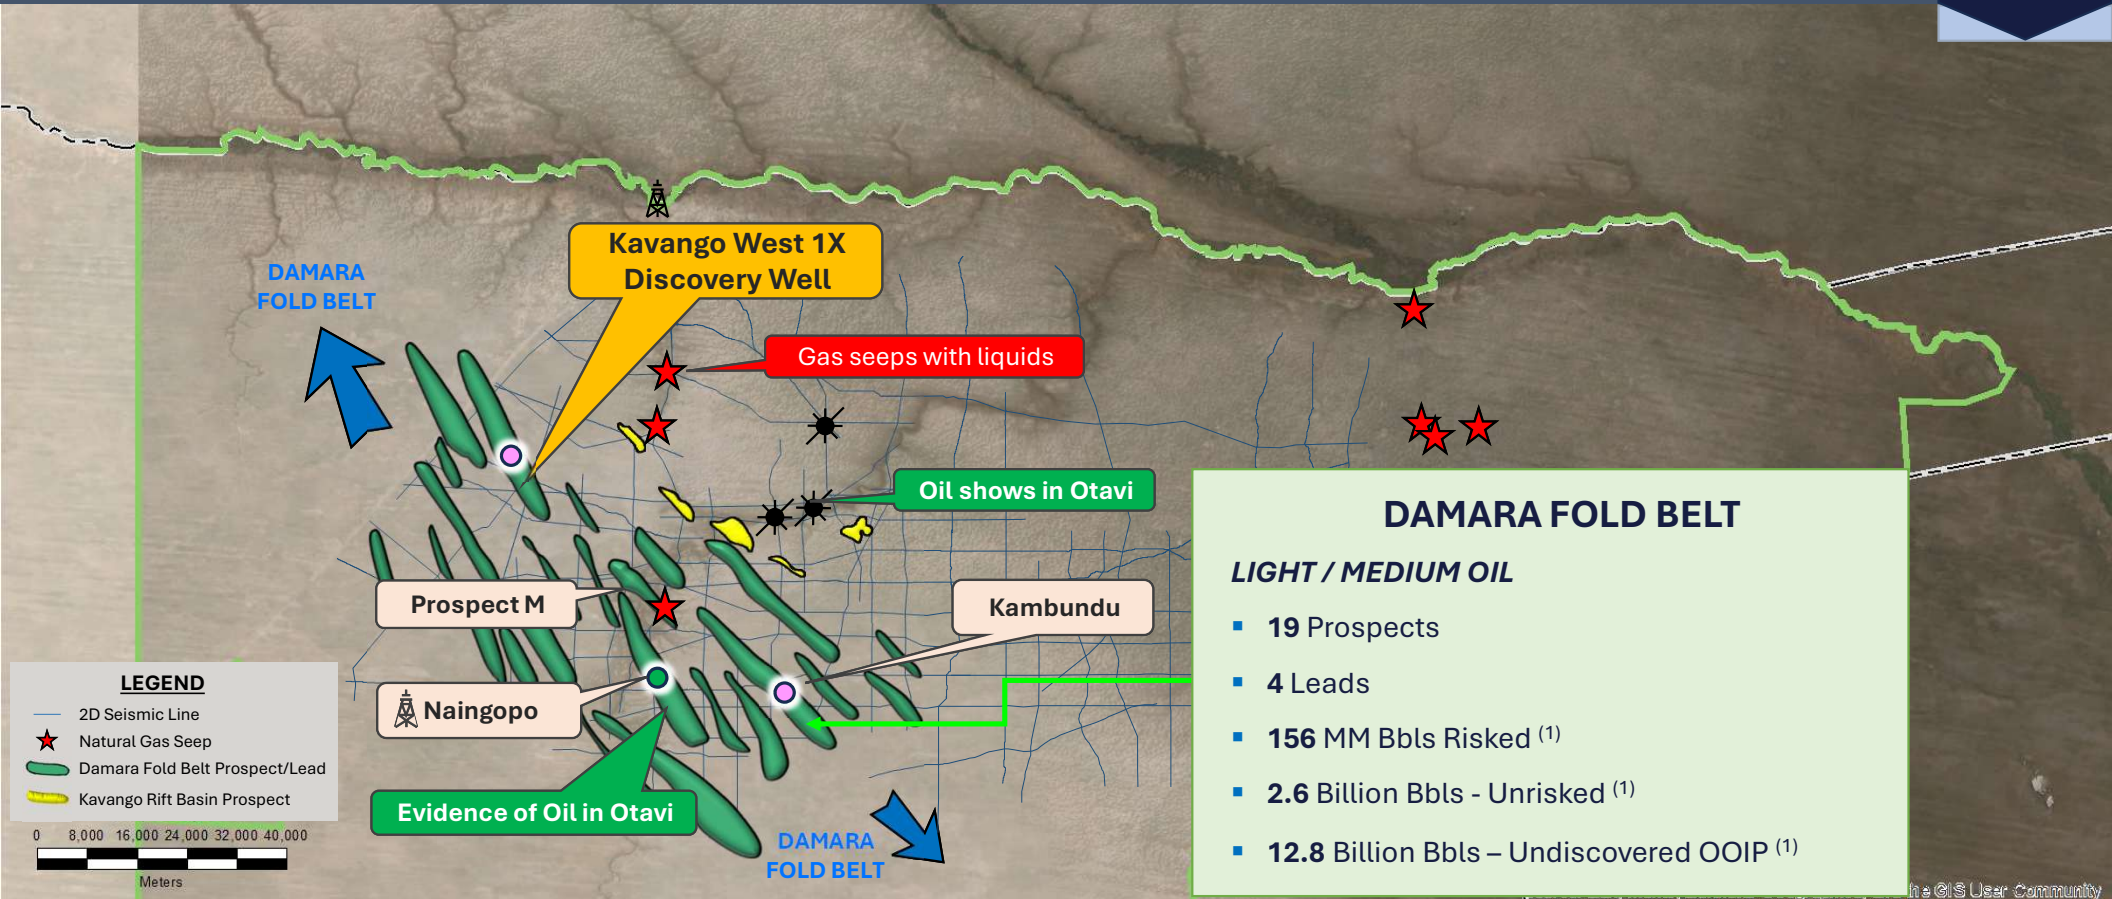 DAMARA
FOLD BELT
Kavango West 1X
Discovery Well
Gas seeps with liquids
Oil shows in Otavi
Prospect M
Kambundu
Naingopo
Evidence of Oil in Otavi
DAMARA
FOLD BELT
LEGEND
2D Seismic Line
Natural Gas Seep
Damara Fold Belt Prospect/Lead
Kavango Rift Basin Prospect
0 8,000 16,000 24,000 32,000 40,000
Meters
DAMARA FOLD BELT
LIGHT / MEDIUM OIL
▪ 19 Prospects
▪ 4 Leads
▪ 156 MM Bbls Risked (1)
▪ 2.6 Billion Bbls - Unrisked (1)
▪ 12.8 Billion Bbls – Undiscovered OOIP (1)
GIS User Community